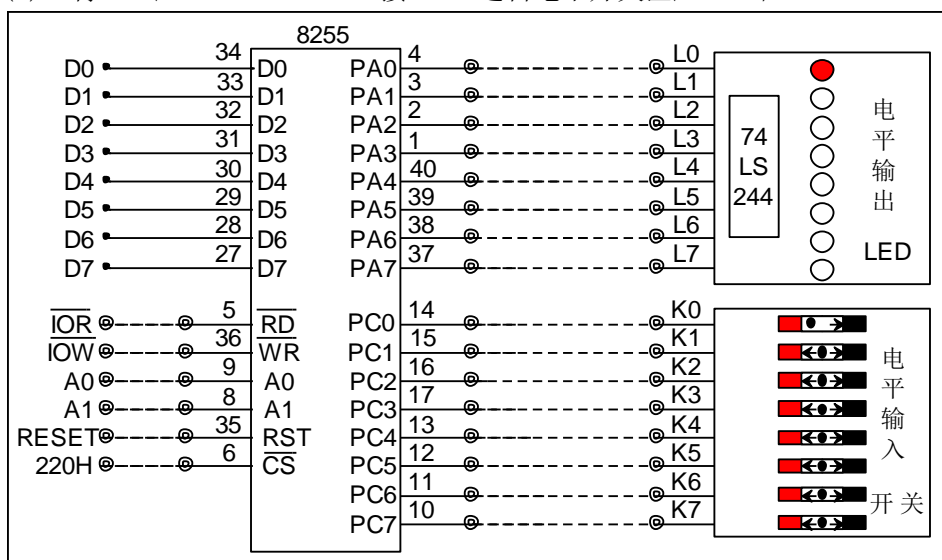 8255
D0 34 D0 PA0 4 L0
D1 33 D1 PA1 3 L1
D2 32 D2 PA2 2 L2
D3 31 D3 PA3 1 L3
D4 30 D4 PA4 40 L4
D5 29 D5 PA5 39 L5
D6 28 D6 PA6 38 L6
D7 27 D7 PA7 37 L7
74
LS
244
电
平
输
出
LED
IOR 5 RD PC0 14 K0
IOW 36 WR PC1 15 K1
A0 9 A0 PC2 16 K2
A1 8 A1 PC3 17 K3
RESET 35 RST PC4 13 K4
220H 6 CS PC5 12 K5
PC6 11 K6
PC7 10 K7
电
平
输
入
开关